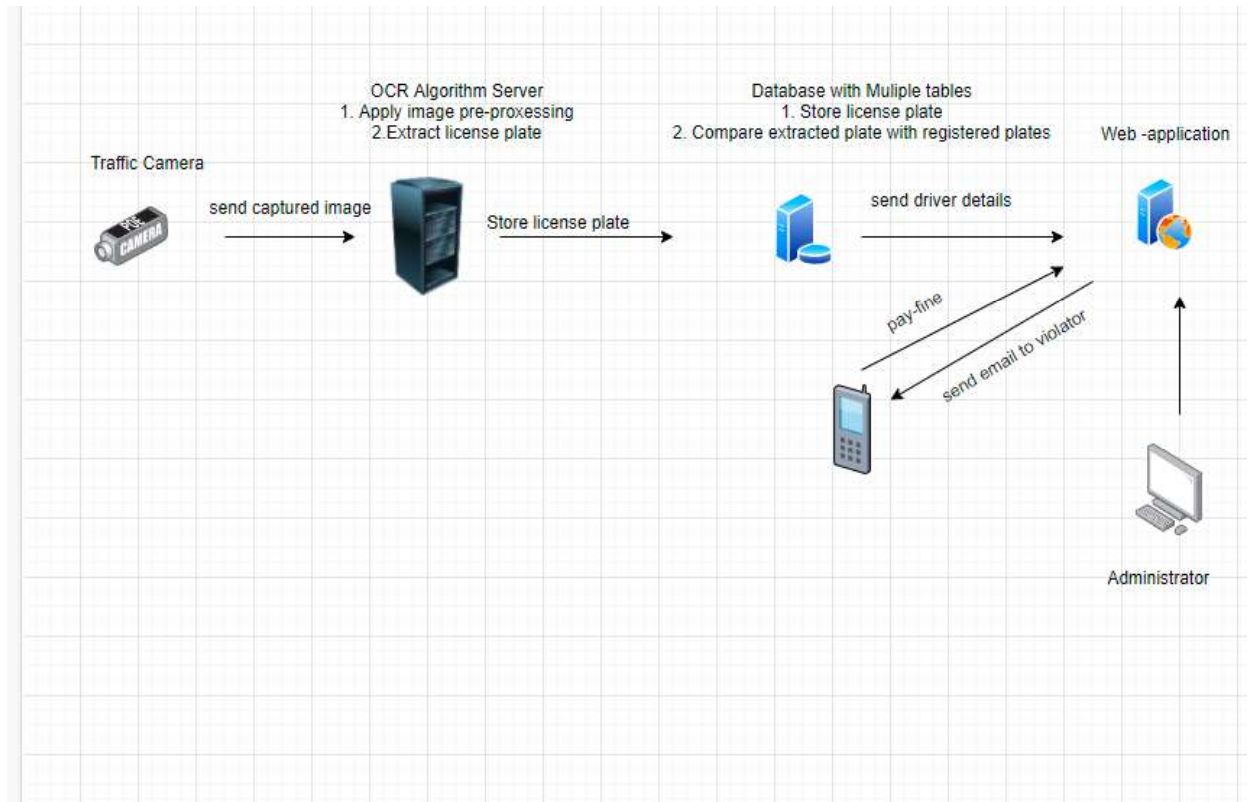 OCR Algorithm Server
1. Apply image pre-proxessing
2.Extract license plate
Database with Muliple tables
1. Store license plate
2. Compare extracted plate with registered plates
Web -application
Traffic Camera
send captured image
Store license plate
send driver details
PDF
CAMERA
pay-fine
send email to violator
Administrator